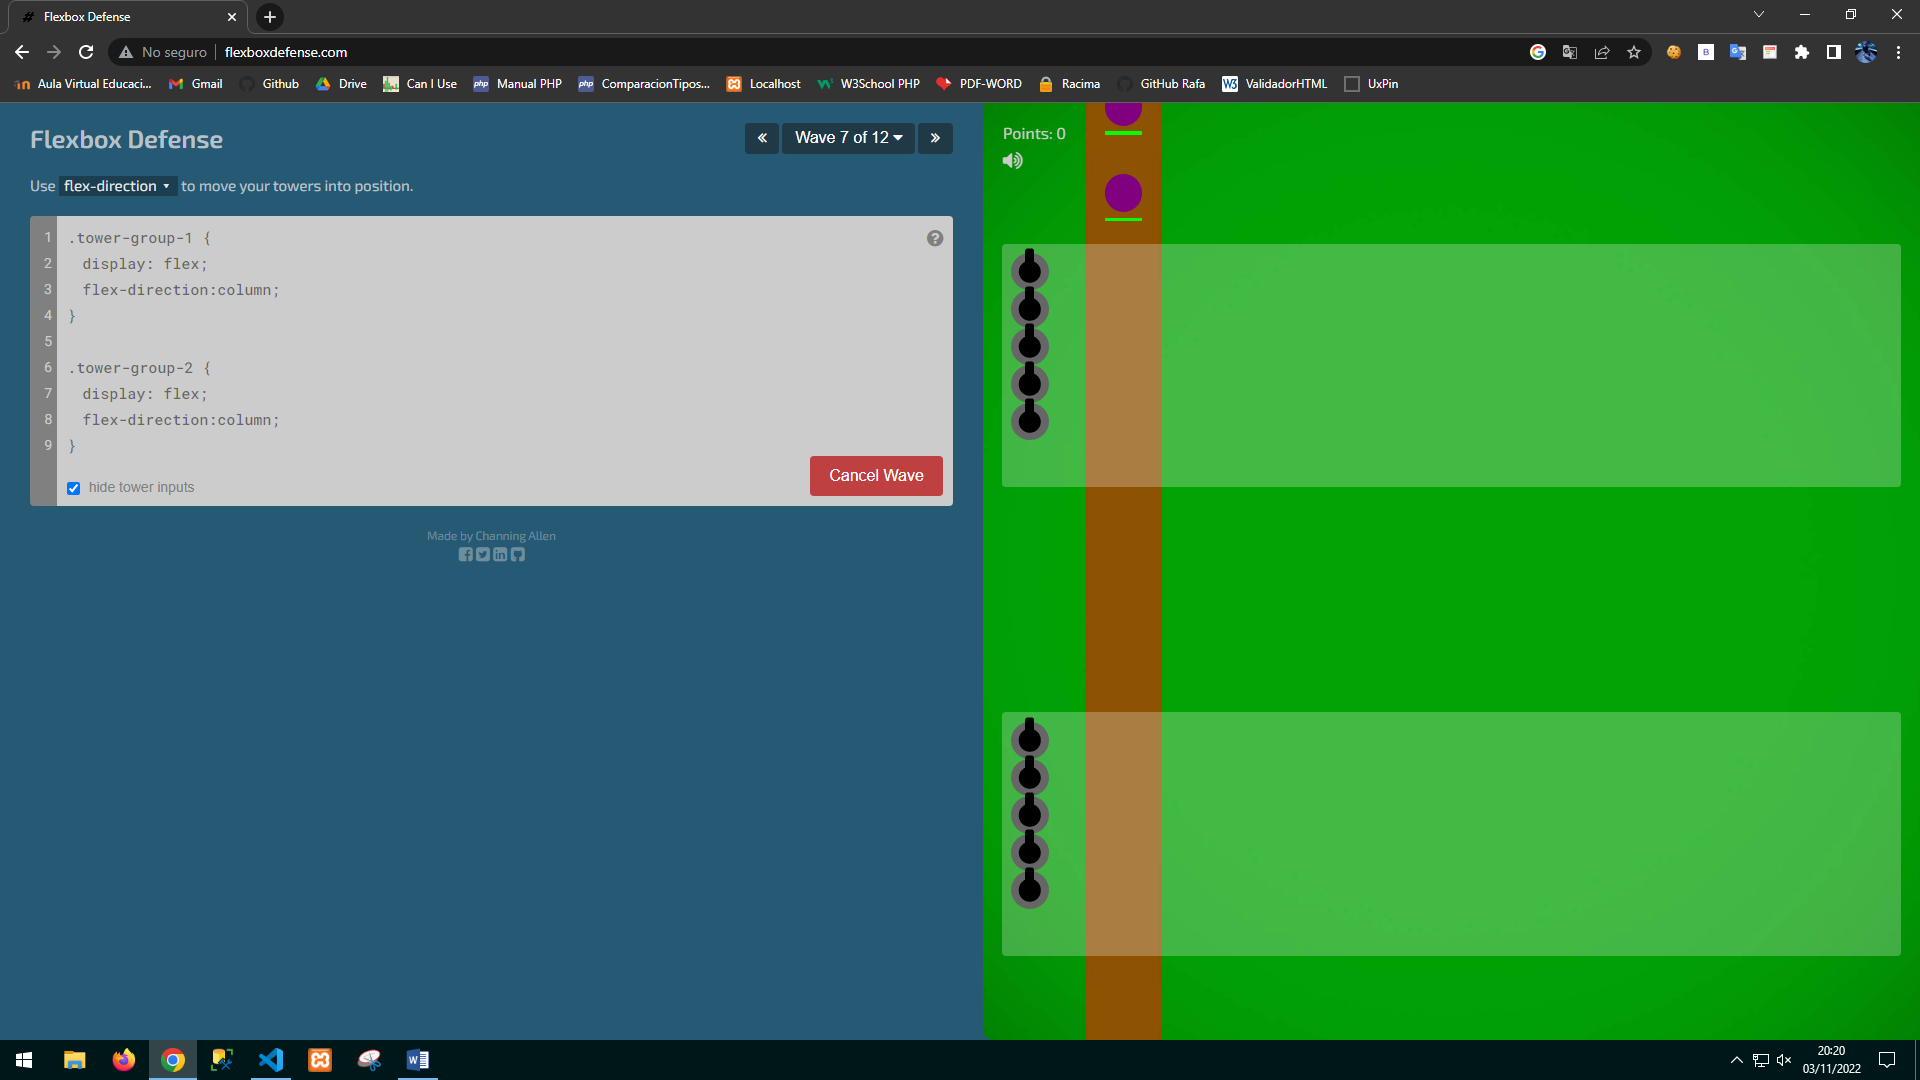 Flexbox Defense
No seguro flexboxdefense.com
Aula Virtual Educaci... Gmail Github Drive Can I Use Manual PHP ComparacionTipos... Localhost W3School PHP PDF-WORD Racima GitHub Rafa ValidadorHTML UxPin
Flexbox Defense
« Wave 7 of 12 »
Use flex-direction to move your towers into position.
1 .tower-group-1 {
2 display: flex;
3 flex-direction:column;
4 }
5
6 .tower-group-2 {
7 display: flex;
8 flex-direction:column;
9 }
?
hide tower inputs
Cancel Wave
Made by Channing Allen
Points: 0
20:20
03/11/2022